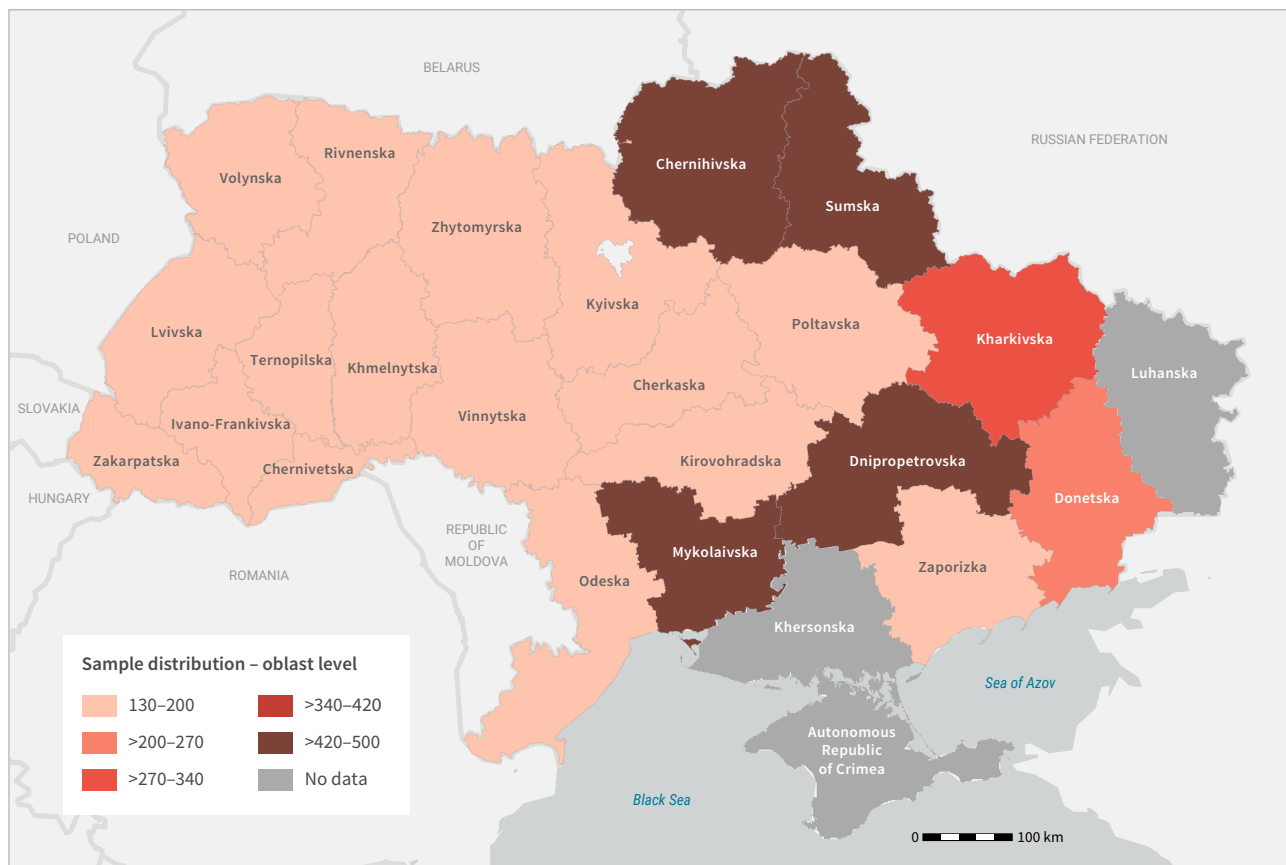 BELARUS
RUSSIAN FEDERATION
POLAND
SLOVAKIA
HUNGARY
ROMANIA
REPUBLIC
OF
MOLDOVA
Volynska
Rivnenska
Zhytomyrska
Chernihivska
Sumska
Kyivska
Lvivska
Ternopilska
Khmelnytska
Poltavska
Kharkivska
Luhanska
Cherkaska
Vinnytska
Ivano-Frankivska
Zakarpatska
Chernivetska
Kirovohradska
Dnipropetrovska
Donetska
Mykolaivska
Odeska
Zaporizka
Khersonska
Autonomous
Republic
of Crimea
Sea of Azov
Black Sea
Sample distribution – oblast level
130–200
>200–270
>270–340
>340–420
>420–500
No data
0 100 km